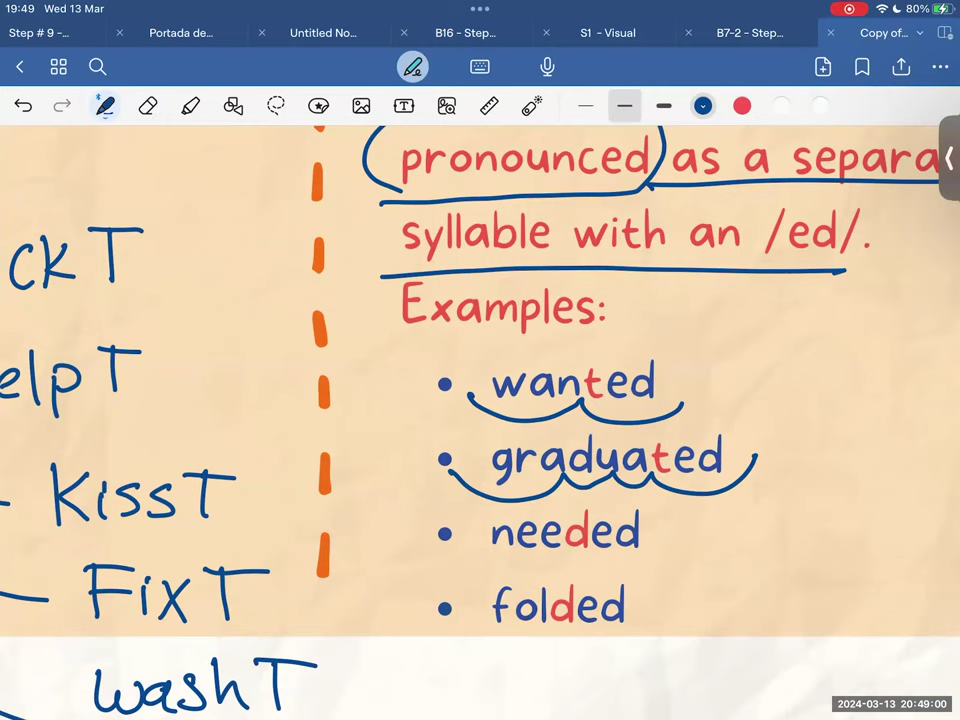 19:49 Wed 13 Mar
80%
Step # 9 –...
Portada de...
Untitled No...
B16 – Step...
S1 – Visual
B7-2 – Step...
Copy of...
pronounced) as a separa
syllable with an /ed/.
Examples:
• wanted
• graduated
• needed
• folded
ckT
elpT
- KissT
- FixT
washT
2024-03-13 20:49:00